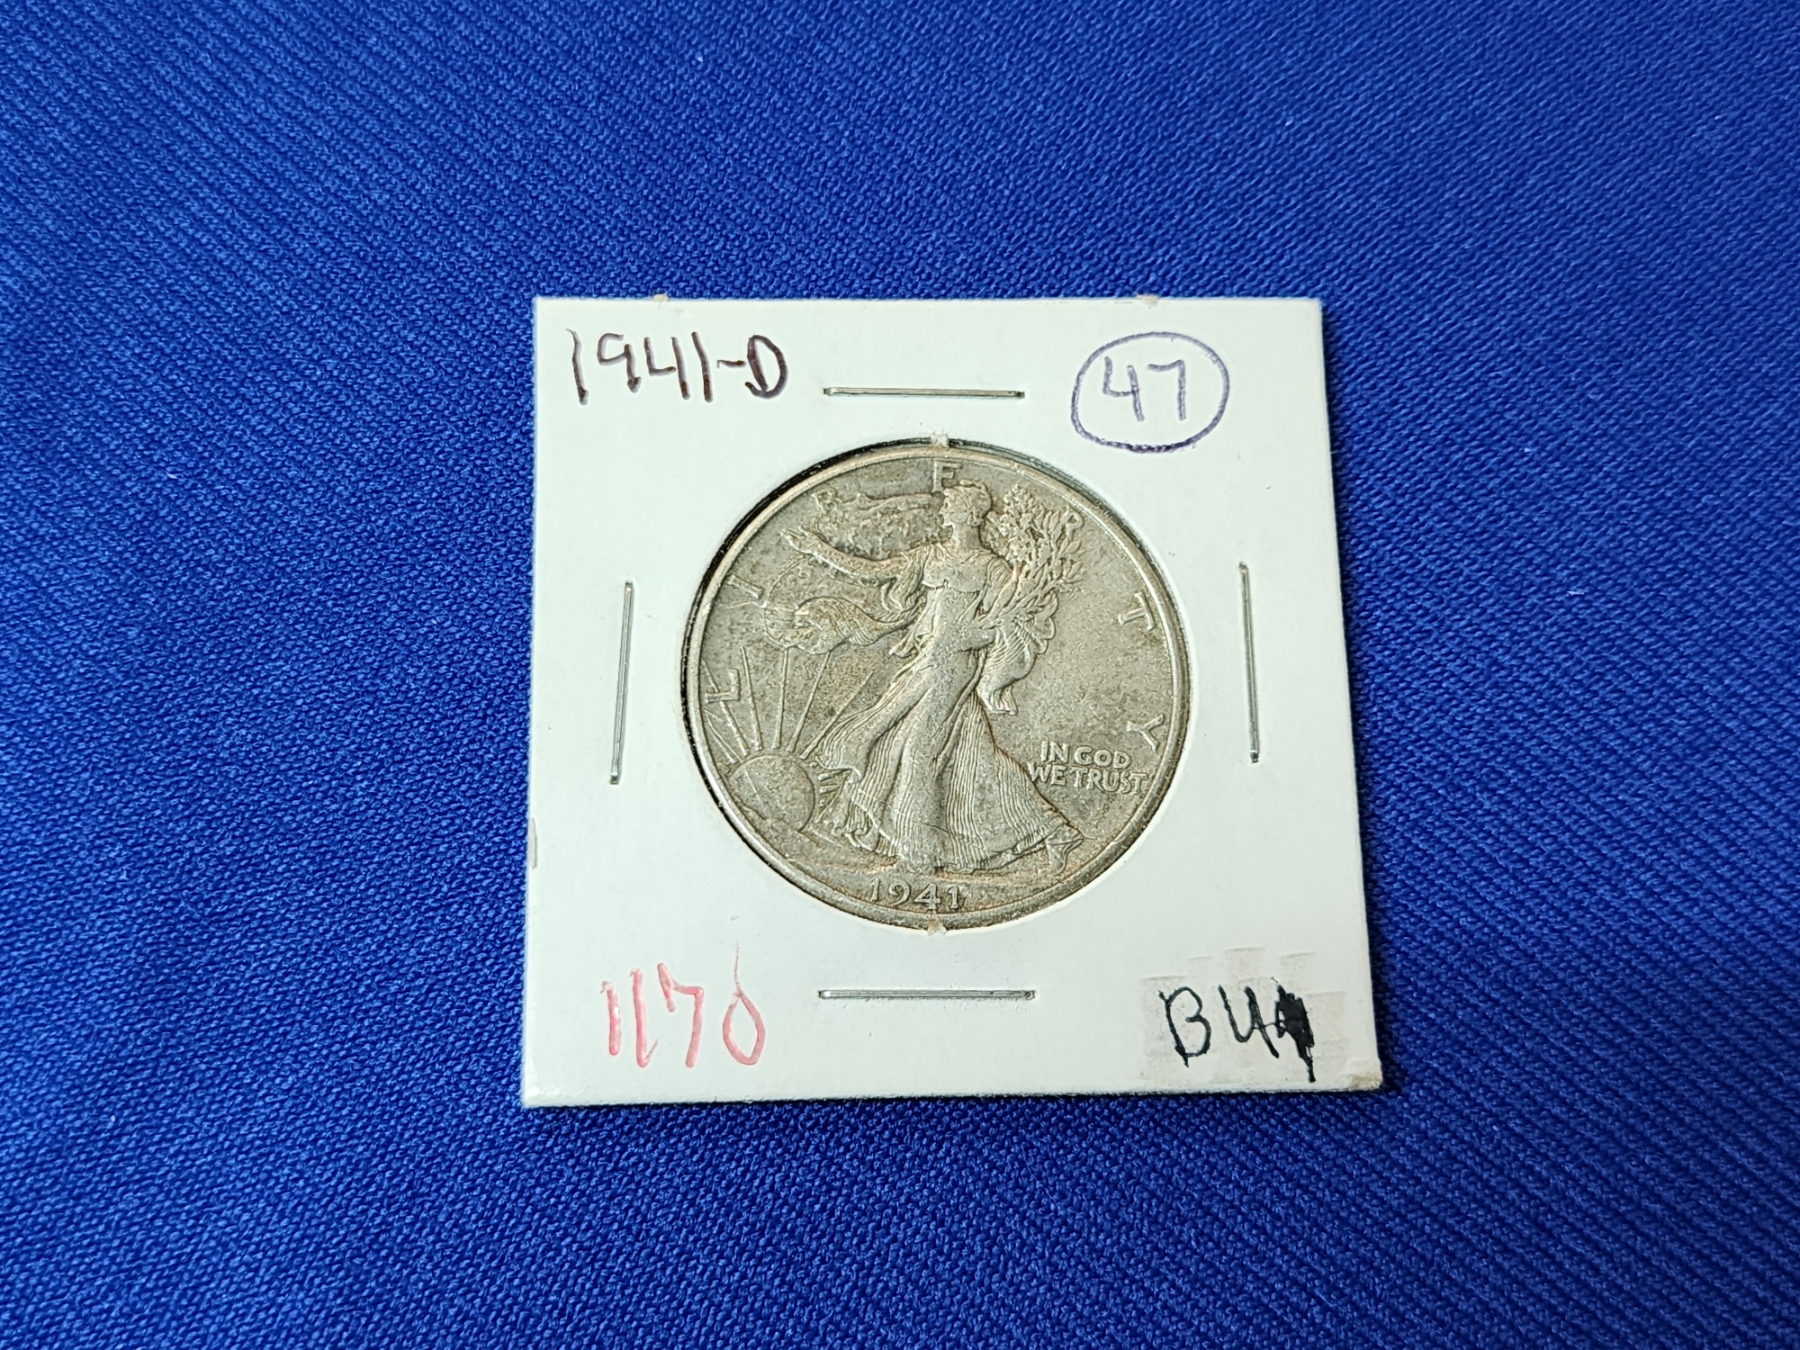 1941-D
47
LIBERTY
IN GOD
WE TRUST
1941
1170
BU